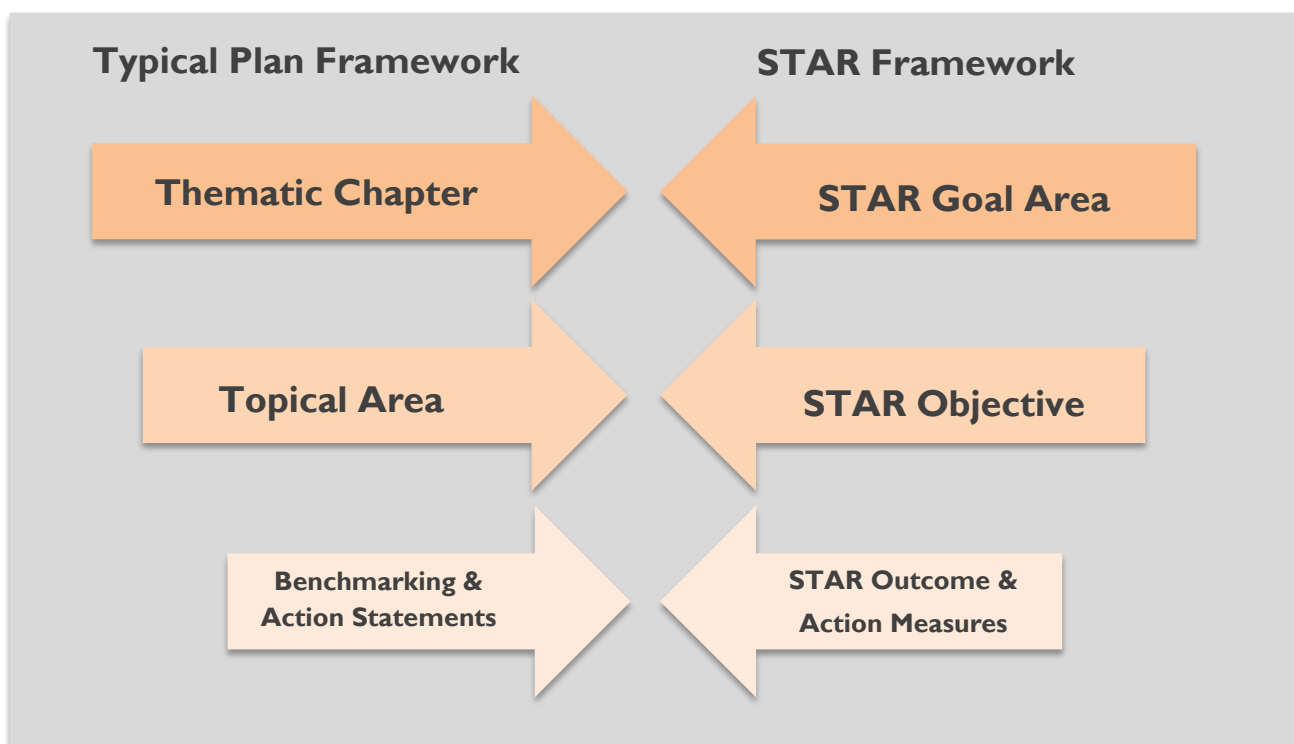 Typical Plan Framework
STAR Framework
Thematic Chapter
STAR Goal Area
Topical Area
STAR Objective
Benchmarking &
Action Statements
STAR Outcome &
Action Measures